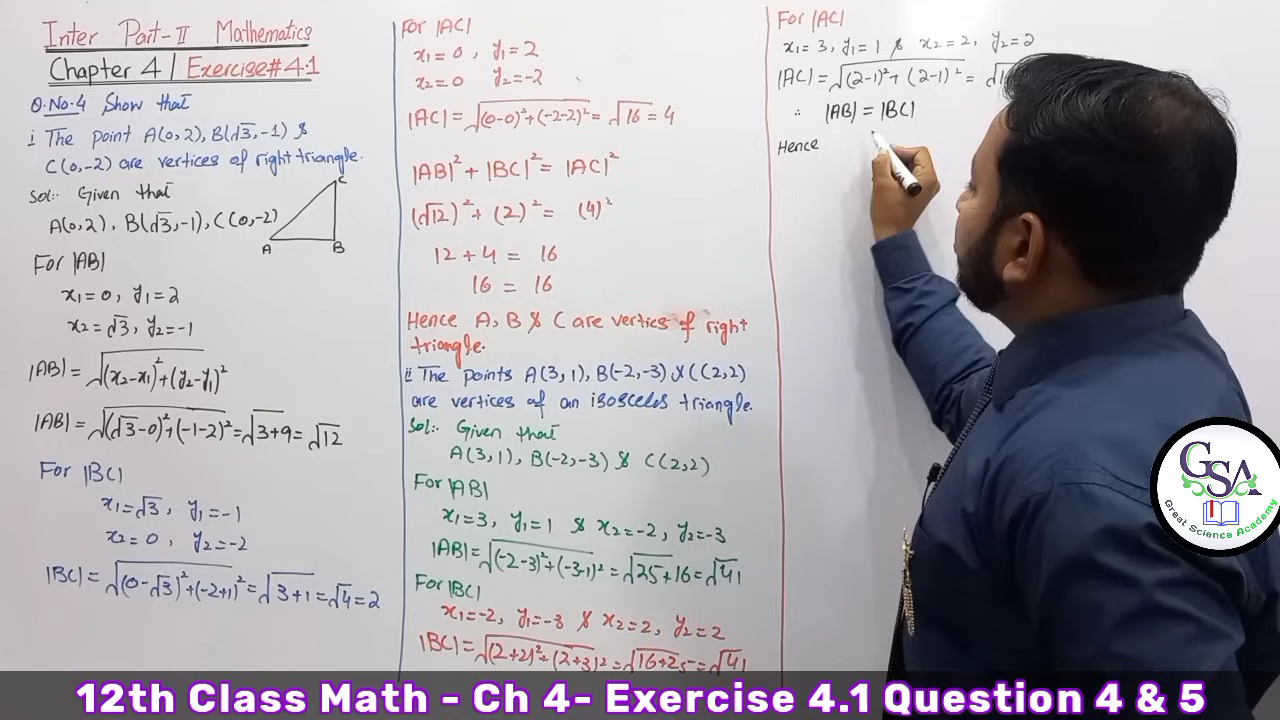 Inter Part-II Mathematics
Chapter 4 | Exercise#4.1
Q.No.4 Show that
i The point A(0,2), B(√3,-1) &
C(0,-2) are vertices of right triangle.
Sol:- Given that
A(0,2), B(√3,-1), C(0,-2)
C
A B
For |AB|
x₁=0, y₁=2
x₂=√3, y₂=-1
|AB|=√(x₂-x₁)²+(y₂-y₁)²
|AB|=√(√3-0)²+(-1-2)²=√3+9=√12
For |BC|
x₁=√3, y₁=-1
x₂=0, y₂=-2
|BC|=√(0-√3)²+(-2+1)²=√3+1=√4=2
For |AC|
x₁=0, y₁=2
x₂=0 y₂=-2
|AC|=√(0-0)²+(-2-2)²=√16=4
|AB|²+|BC|²=|AC|²
(√12)²+(2)²=(4)²
12+4=16
16=16
Hence A, B & C are vertics of right
triangle.
ii The points A(3,1), B(-2,-3) & C(2,2)
are vertices of an isosceles triangle.
Sol:- Given that
A(3,1), B(-2,-3) & C(2,2)
For |AB|
x₁=3, y₁=1 & x₂=-2, y₂=-3
|AB|=√(-2-3)²+(-3-1)²=√25+16=√41
For |BC|
x₁=-2, y₁=-3 & x₂=2, y₂=2
|BC|=√(2+2)²+(2+3)²=√16+25=√41
For |AC|
x₁=3, y₁=1 & x₂=2, y₂=2
|AC|=√(2-1)²+(2-1)²=√1
∴ |AB|=|BC|
Hence
GSA
Great Science Academy
12th Class Math - Ch 4- Exercise 4.1 Question 4 & 5